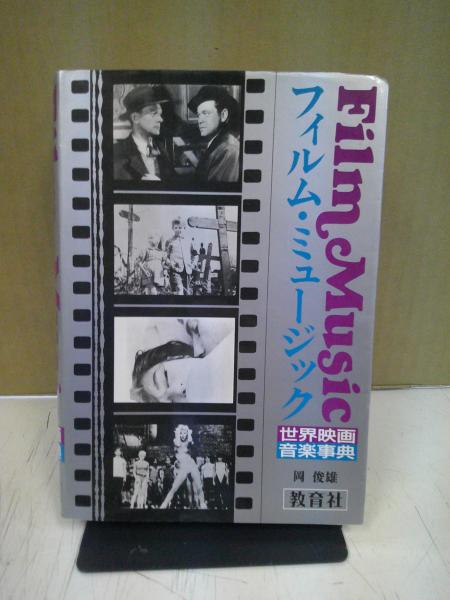 Film Music
フィルム・ミュージック
世界映画
音楽事典
岡 俊雄
教育社